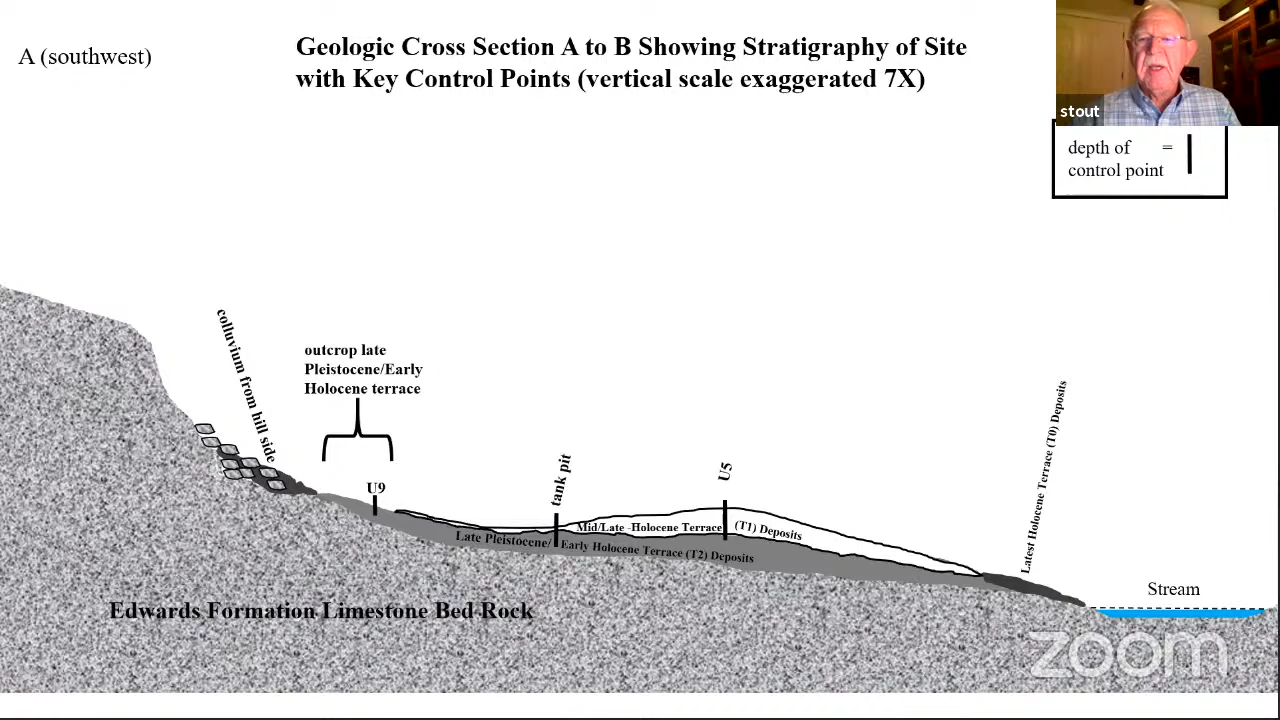 A (southwest)
Geologic Cross Section A to B Showing Stratigraphy of Site
with Key Control Points (vertical scale exaggerated 7X)
stout
depth of =
control point
colluvium from hill side
outcrop late
Pleistocene/Early
Holocene terrace
U9
tank pit
U5
Latest Holocene Terrace (T0) Deposits
Mid/Late -Holocene Terrace (T1) Deposits
Late Pleistocene/ Early Holocene Terrace (T2) Deposits
Stream
Edwards Formation Limestone Bed Rock
zoom